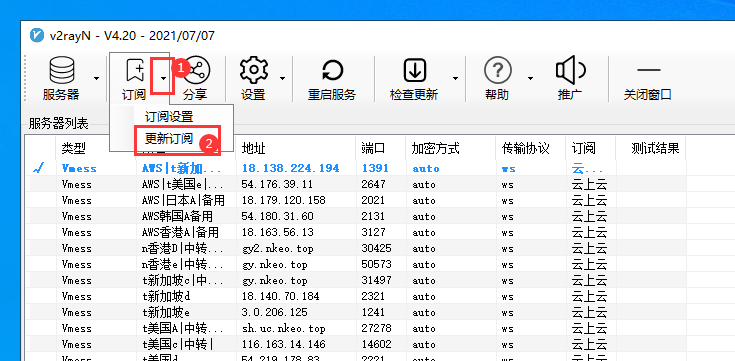 v2rayN - V4.20 - 2021/07/07
服务器 订阅 1 分享 设置 重启服务 检查更新 帮助 推广 关闭窗口
订阅设置
服务器列表
更新订阅 2
类型 地址 端口 加密方式 传输协议 订阅 测试结果
✓ Vmess AWS|t新加... 18.138.224.194 1391 auto ws 云...
Vmess AWS|t美国e|... 54.176.39.11 2647 auto ws 云上云
Vmess AWS|日本A|备用 18.179.120.158 2021 auto ws 云上云
Vmess AWS韩国A备用 54.180.31.60 2131 auto ws 云上云
Vmess AWS香港A|备用 18.163.56.13 3127 auto ws 云上云
Vmess n香港D|中转... gy2.nkeo.top 30425 auto ws 云上云
Vmess n香港e|中转... gy.nkeo.top 50573 auto ws 云上云
Vmess t新加坡c|中... gy.nkeo.top 31497 auto ws 云上云
Vmess t新加坡d 18.140.70.184 2321 auto ws 云上云
Vmess t新加坡e 3.0.206.125 1241 auto ws 云上云
Vmess t美国A|中转... sh.uc.nkeo.top 27278 auto ws 云上云
Vmess t美国c|中转| 116.163.14.146 14602 auto ws 云上云
Vmess t美国d 54.219.178.83 2221 auto ws 云上云